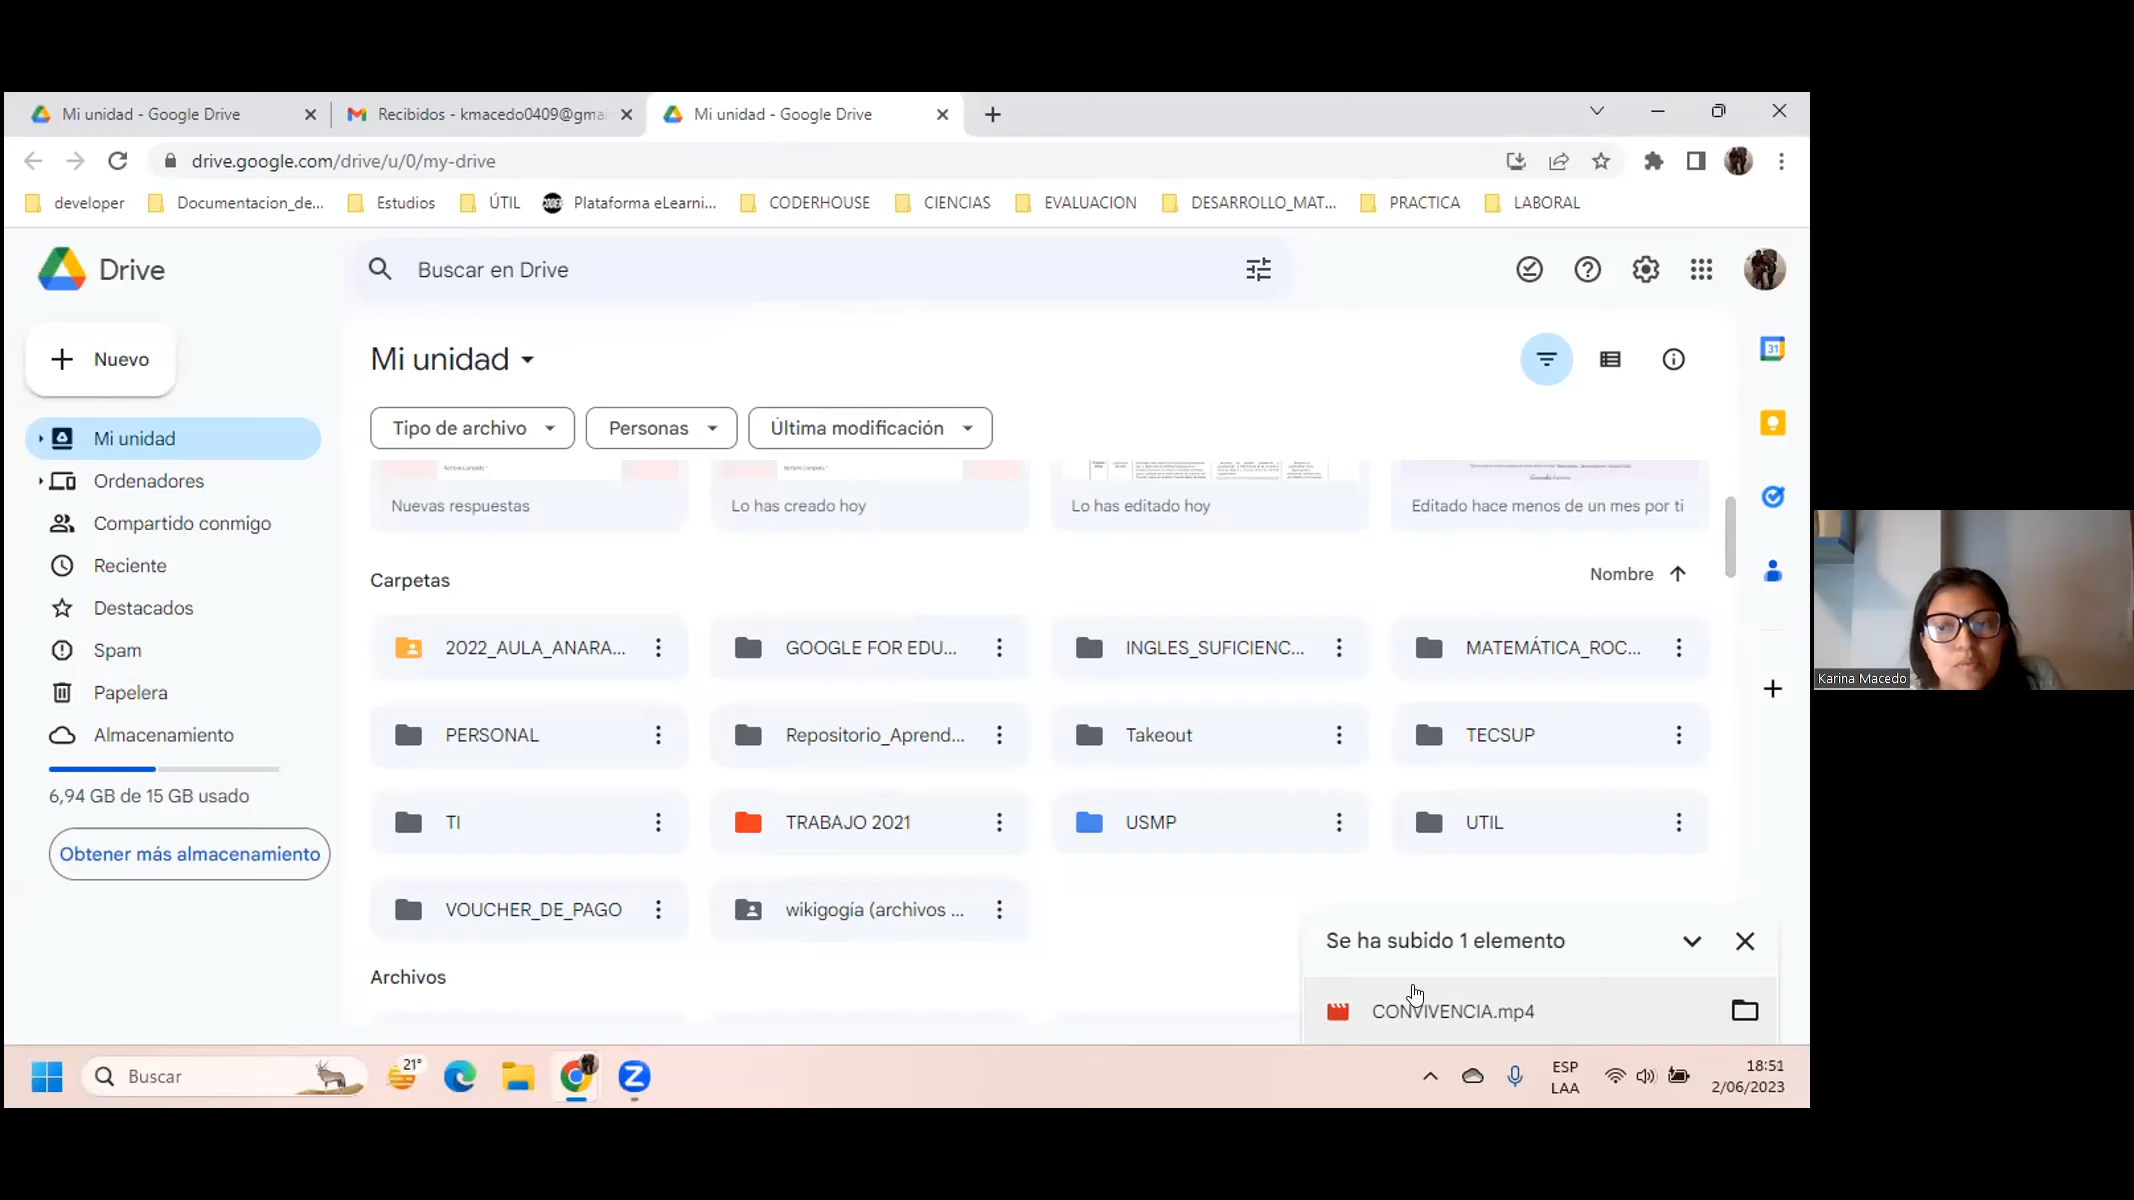 Mi unidad - Google Drive
Recibidos - kmacedo0409@gmai
Mi unidad - Google Drive
drive.google.com/drive/u/0/my-drive
developer
Documentacion_de...
Estudios
ÚTIL
Plataforma eLearni...
CODERHOUSE
CIENCIAS
EVALUACION
DESARROLLO_MAT...
PRACTICA
LABORAL
Drive
Buscar en Drive
Nuevo
Mi unidad
Ordenadores
Compartido conmigo
Reciente
Destacados
Spam
Papelera
Almacenamiento
6,94 GB de 15 GB usado
Obtener más almacenamiento
Mi unidad
Tipo de archivo
Personas
Última modificación
Nuevas respuestas
Lo has creado hoy
Lo has editado hoy
Editado hace menos de un mes por ti
Carpetas
Nombre
2022_AULA_ANARA...
GOOGLE FOR EDU...
INGLES_SUFICIENC...
MATEMÁTICA_ROC...
PERSONAL
Repositorio_Aprend...
Takeout
TECSUP
TI
TRABAJO 2021
USMP
UTIL
VOUCHER_DE_PAGO
wikigogía (archivos ...
Archivos
Se ha subido 1 elemento
CONVIVENCIA.mp4
31
Karina Macedo
Buscar
21°
ESP
LAA
18:51
2/06/2023